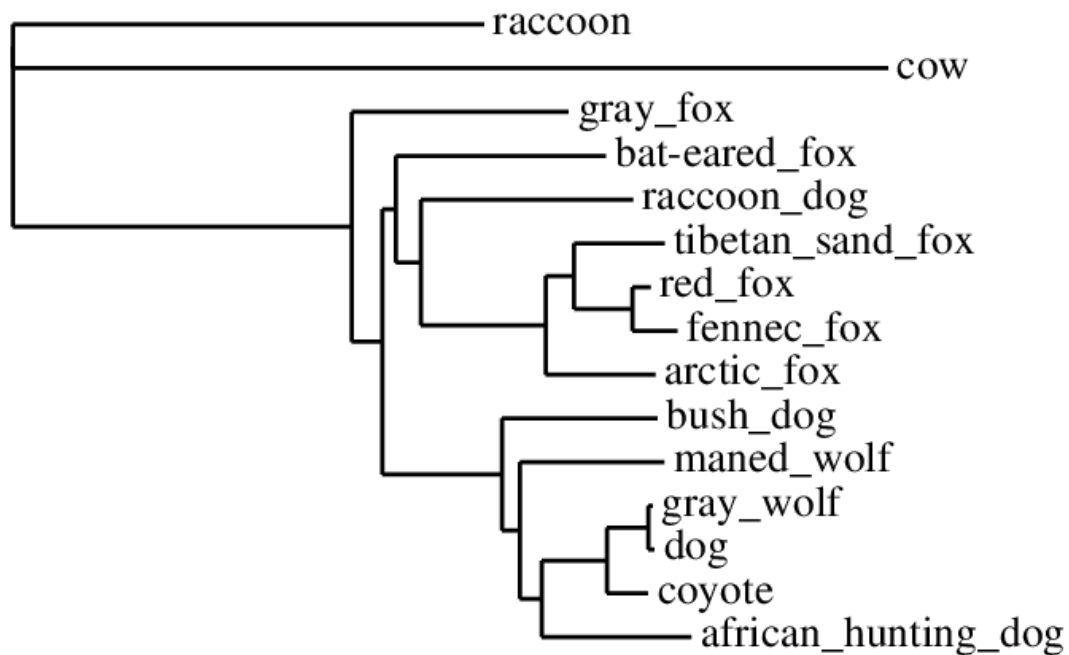 raccoon
cow
gray_fox
bat-eared_fox
raccoon_dog
tibetan_sand_fox
red_fox
fennec_fox
arctic_fox
bush_dog
maned_wolf
gray_wolf
dog
coyote
african_hunting_dog